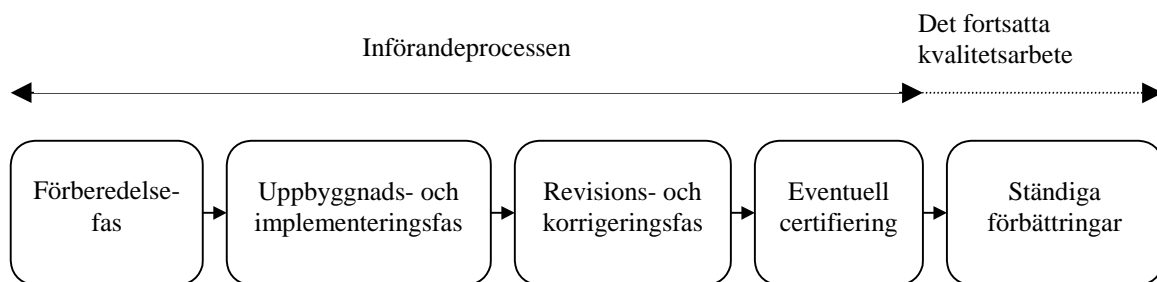 Införandeprocessen
Det fortsatta
kvalitetsarbete
Förberedelse-
fas
Uppbyggnads- och
implementeringsfas
Revisions- och
korrigeringsfas
Eventuell
certifiering
Ständiga
förbättringar